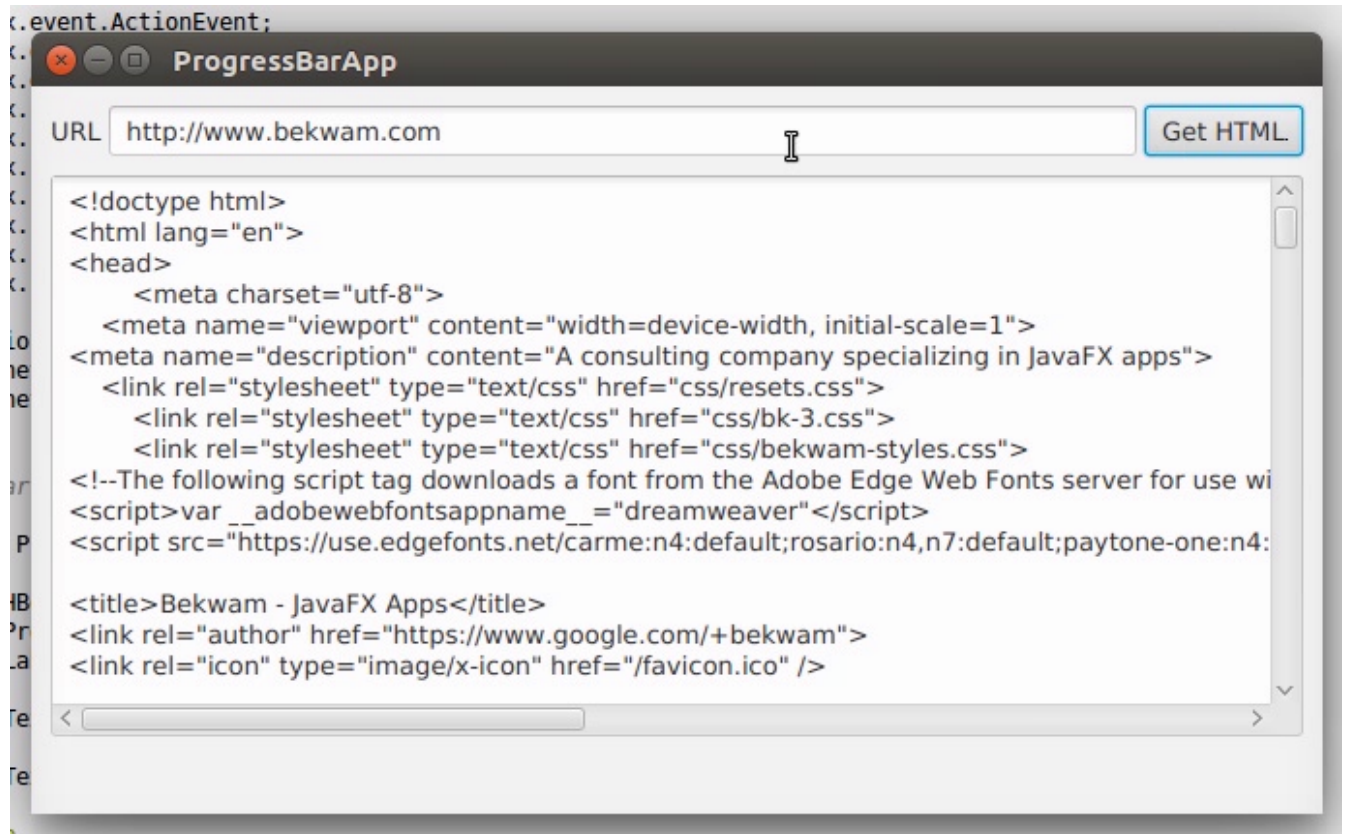 x.event.ActionEvent;
ProgressBarApp
URL http://www.bekwam.com Get HTML
<!doctype html>
<html lang="en">
<head>
<meta charset="utf-8">
<meta name="viewport" content="width=device-width, initial-scale=1">
<meta name="description" content="A consulting company specializing in JavaFX apps">
<link rel="stylesheet" type="text/css" href="css/resets.css">
<link rel="stylesheet" type="text/css" href="css/bk-3.css">
<link rel="stylesheet" type="text/css" href="css/bekwam-styles.css">
<!--The following script tag downloads a font from the Adobe Edge Web Fonts server for use wi
<script>var __adobewebfontsappname__="dreamweaver"</script>
<script src="https://use.edgefonts.net/carme:n4:default;rosario:n4,n7:default;paytone-one:n4:
<title>Bekwam - JavaFX Apps</title>
<link rel="author" href="https://www.google.com/+bekwam">
<link rel="icon" type="image/x-icon" href="/favicon.ico" />